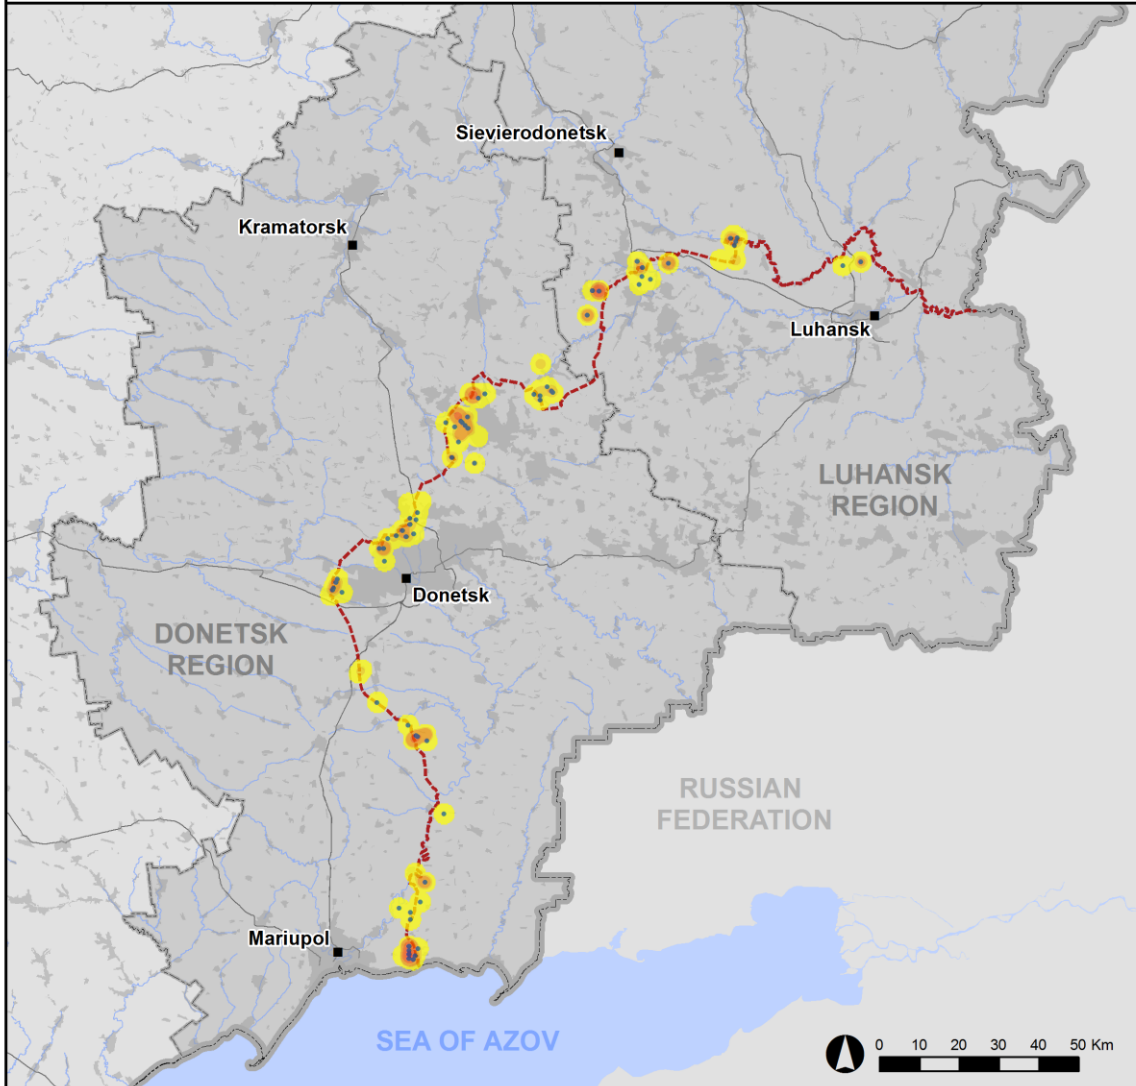 Sievierodonetsk
Kramatorsk
Luhansk
LUHANSK
REGION
Donetsk
DONETSK
REGION
RUSSIAN
FEDERATION
Mariupol
SEA OF AZOV
0 10 20 30 40 50 Km